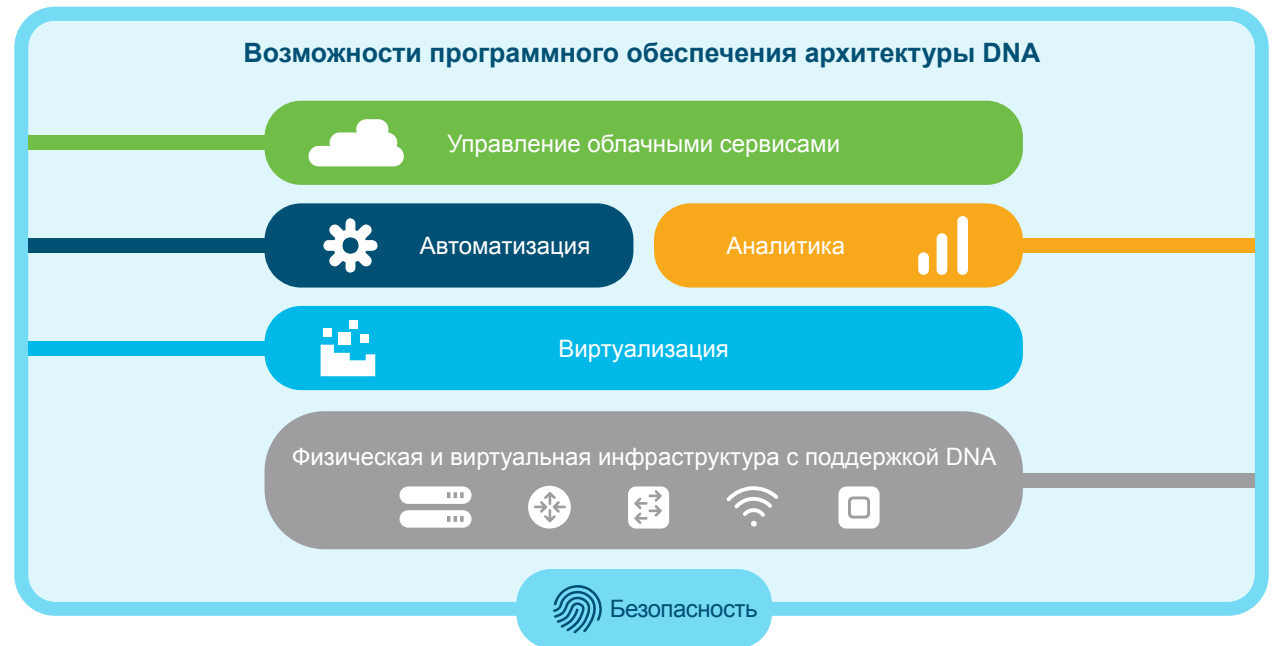 Возможности программного обеспечения архитектуры DNA
Управление облачными сервисами
Автоматизация
Аналитика
Виртуализация
Физическая и виртуальная инфраструктура с поддержкой DNA
Безопасность